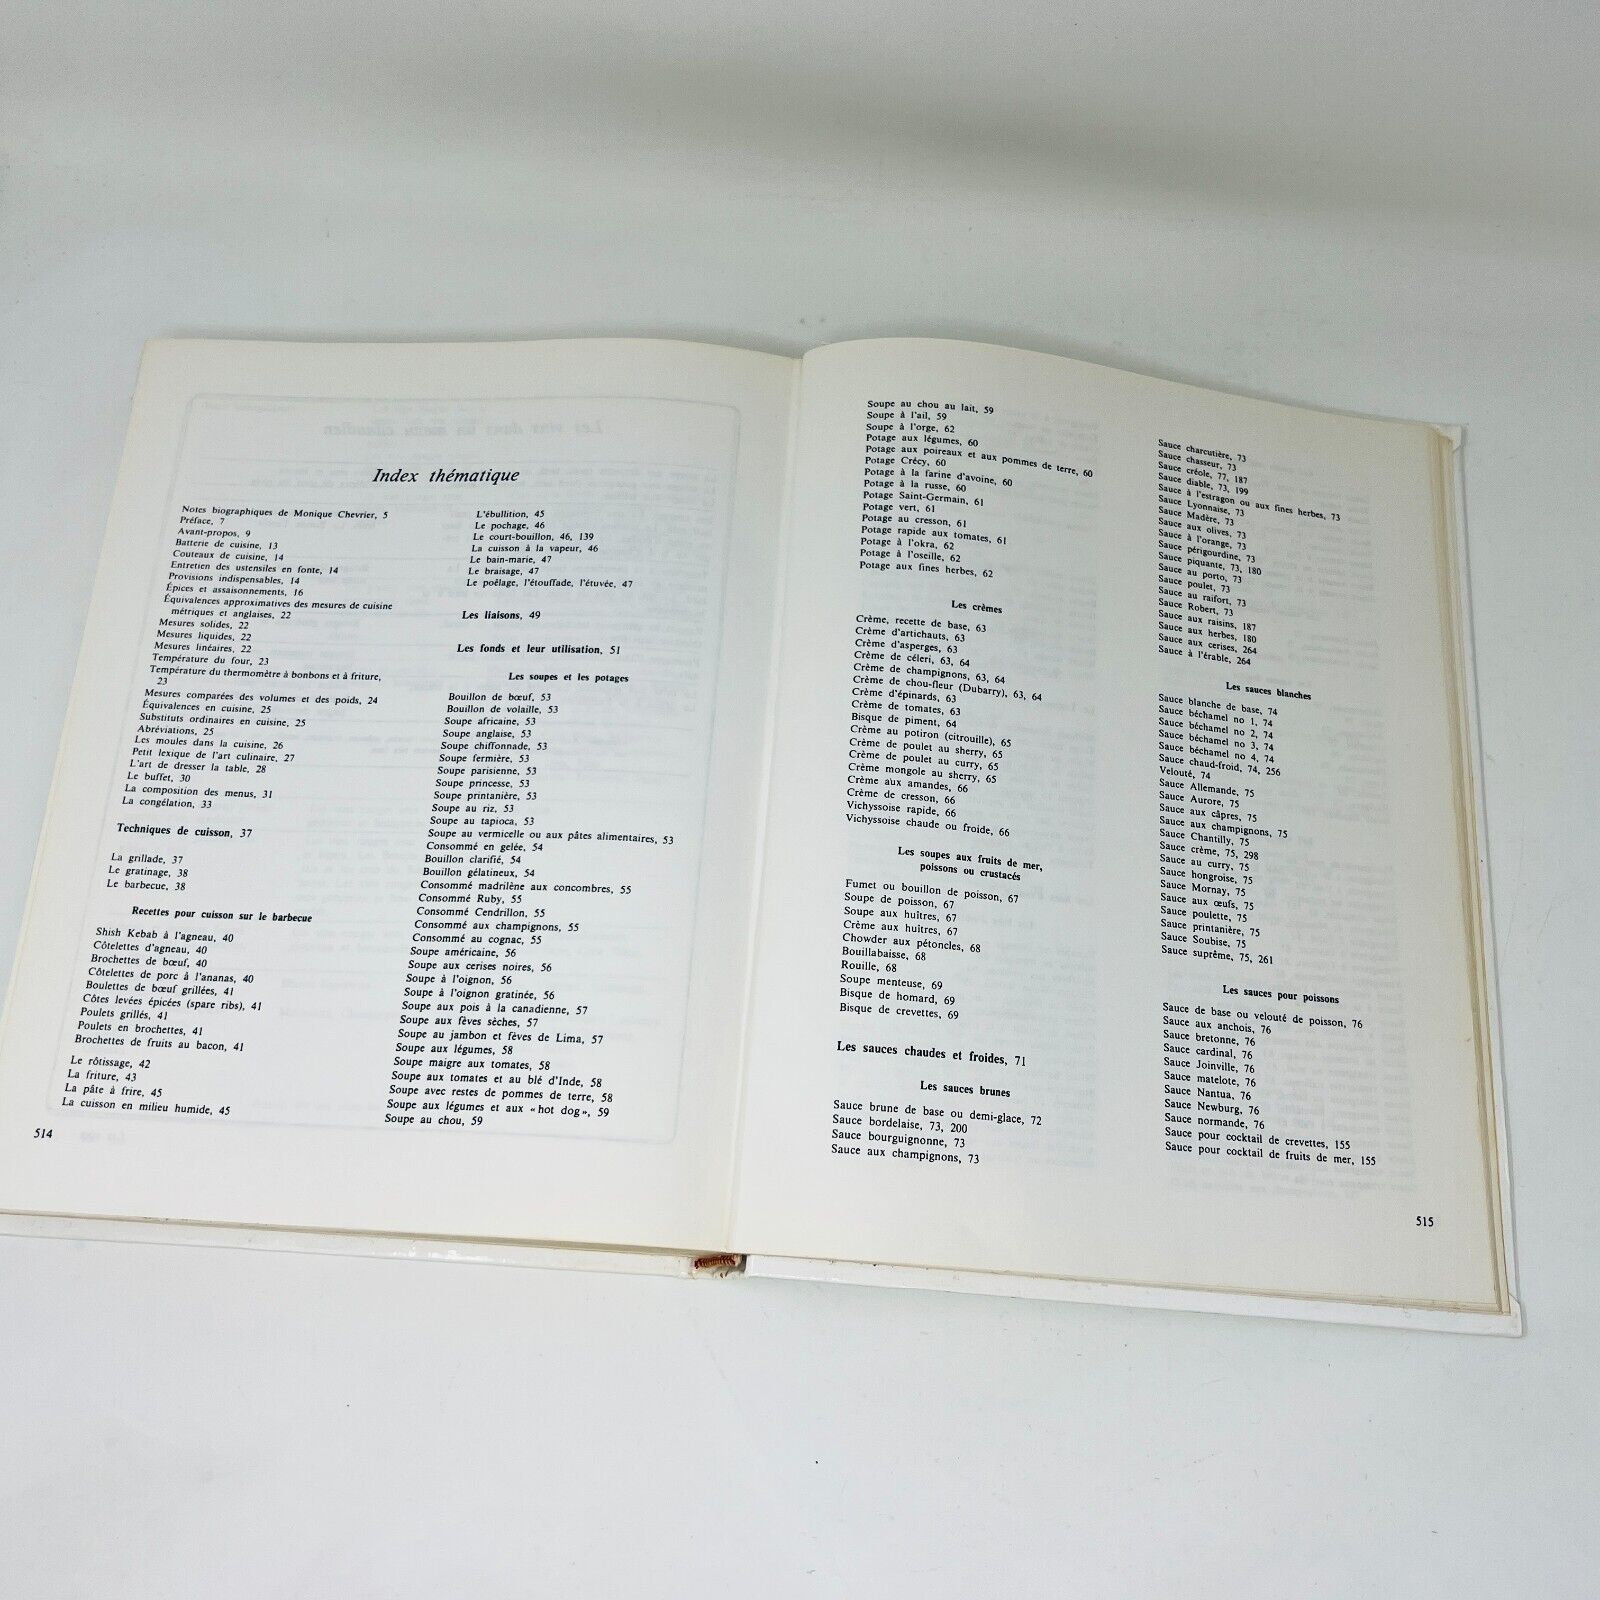 Index thématique
Notes biographiques de Monique Chevrier, 5
Préface, 7
Avant-propos, 9
Batterie de cuisine, 13
Couteaux de cuisine, 14
Entretien des ustensiles en fonte, 14
Provisions indispensables, 14
Épices et assaisonnements, 16
Équivalences approximatives des mesures de cuisine
métriques et anglaises, 22
Mesures solides, 22
Mesures liquides, 22
Mesures linéaires, 22
Température du four, 23
Température du thermomètre à bonbons et à friture,
23
Mesures comparées des volumes et des poids, 24
Équivalences en cuisine, 25
Substituts ordinaires en cuisine, 25
Abréviations, 25
Les moules dans la cuisine, 26
Petit lexique de l'art culinaire, 27
L'art de dresser la table, 28
Le buffet, 30
La composition des menus, 31
La congélation, 33
Techniques de cuisson, 37
La grillade, 37
Le gratinage, 38
Le barbecue, 38
Recettes pour cuisson sur le barbecue
Shish Kebab à l'agneau, 40
Côtelettes d'agneau, 40
Brochettes de bœuf, 40
Côtelettes de porc à l'ananas, 40
Boulettes de bœuf grillées, 41
Côtes levées épicées (spare ribs), 41
Poulets grillés, 41
Poulets en brochettes, 41
Brochettes de fruits au bacon, 41
Le rôtissage, 42
La friture, 43
La pâte à frire, 45
La cuisson en milieu humide, 45
514
L'ébullition, 45
Le pochage, 46
Le court-bouillon, 46, 139
La cuisson à la vapeur, 46
Le bain-marie, 47
Le braisage, 47
Le poêlage, l'étouffade, l'étuvée, 47
Les liaisons, 49
Les fonds et leur utilisation, 51
Les soupes et les potages
Bouillon de bœuf, 53
Bouillon de volaille, 53
Soupe africaine, 53
Soupe anglaise, 53
Soupe chiffonnade, 53
Soupe fermière, 53
Soupe parisienne, 53
Soupe princesse, 53
Soupe printanière, 53
Soupe au riz, 53
Soupe au tapioca, 53
Soupe au vermicelle ou aux pâtes alimentaires, 53
Consommé en gelée, 54
Bouillon clarifié, 54
Bouillon gélatineux, 54
Consommé madrilène aux concombres, 55
Consommé Ruby, 55
Consommé Cendrillon, 55
Consommé aux champignons, 55
Consommé au cognac, 55
Soupe américaine, 56
Soupe aux cerises noires, 56
Soupe à l'oignon, 56
Soupe à l'oignon gratinée, 56
Soupe aux pois à la canadienne, 57
Soupe aux fèves sèches, 57
Soupe au jambon et fèves de Lima, 57
Soupe aux légumes, 58
Soupe maigre aux tomates, 58
Soupe aux tomates et au blé d'Inde, 58
Soupe avec restes de pommes de terre, 58
Soupe aux légumes et aux «hot dog», 59
Soupe au chou, 59
Soupe au chou au lait, 59
Soupe à l'ail, 59
Soupe à l'orge, 62
Potage aux légumes, 60
Potage aux poireaux et aux pommes de terre, 60
Potage Crécy, 60
Potage à la farine d'avoine, 60
Potage à la russe, 60
Potage Saint-Germain, 61
Potage vert, 61
Potage au cresson, 61
Potage rapide aux tomates, 61
Potage à l'okra, 62
Potage à l'oseille, 62
Potage aux fines herbes, 62
Les crèmes
Crème, recette de base, 63
Crème d'artichauts, 63
Crème d'asperges, 63
Crème de céleri, 63, 64
Crème de champignons, 63, 64
Crème de chou-fleur (Dubarry), 63, 64
Crème d'épinards, 63
Crème de tomates, 63
Bisque de piment, 64
Crème au potiron (citrouille), 65
Crème de poulet au sherry, 65
Crème de poulet au curry, 65
Crème mongole au sherry, 65
Crème aux amandes, 66
Crème de cresson, 66
Vichyssoise rapide, 66
Vichyssoise chaude ou froide, 66
Les soupes aux fruits de mer,
poissons ou crustacés
Fumet ou bouillon de poisson, 67
Soupe de poisson, 67
Soupe aux huîtres, 67
Crème aux huîtres, 67
Chowder aux pétoncles, 68
Bouillabaisse, 68
Rouille, 68
Soupe menteuse, 69
Bisque de homard, 69
Bisque de crevettes, 69
Les sauces chaudes et froides, 71
Les sauces brunes
Sauce brune de base ou demi-glace, 72
Sauce bordelaise, 73, 200
Sauce bourguignonne, 73
Sauce aux champignons, 73
Sauce charcutière, 73
Sauce chasseur, 73
Sauce créole, 77, 187
Sauce diable, 73, 199
Sauce à l'estragon ou aux fines herbes, 73
Sauce Lyonnaise, 73
Sauce Madère, 73
Sauce aux olives, 73
Sauce à l'orange, 73
Sauce périgourdine, 73
Sauce piquante, 73, 180
Sauce au porto, 73
Sauce poulet, 73
Sauce au raifort, 73
Sauce Robert, 73
Sauce aux raisins, 187
Sauce aux herbes, 180
Sauce aux cerises, 264
Sauce à l'érable, 264
Les sauces blanches
Sauce blanche de base, 74
Sauce béchamel no 1, 74
Sauce béchamel no 2, 74
Sauce béchamel no 3, 74
Sauce béchamel no 4, 74
Sauce chaud-froid, 74, 256
Velouté, 74
Sauce Allemande, 75
Sauce Aurore, 75
Sauce aux câpres, 75
Sauce aux champignons, 75
Sauce Chantilly, 75
Sauce crème, 75, 298
Sauce au curry, 75
Sauce hongroise, 75
Sauce Mornay, 75
Sauce aux œufs, 75
Sauce poulette, 75
Sauce printanière, 75
Sauce Soubise, 75
Sauce suprême, 75, 261
Les sauces pour poissons
Sauce de base ou velouté de poisson, 76
Sauce aux anchois, 76
Sauce bretonne, 76
Sauce cardinal, 76
Sauce Joinville, 76
Sauce matelote, 76
Sauce Nantua, 76
Sauce Newburg, 76
Sauce normande, 76
Sauce pour cocktail de crevettes, 155
Sauce pour cocktail de fruits de mer, 155
515